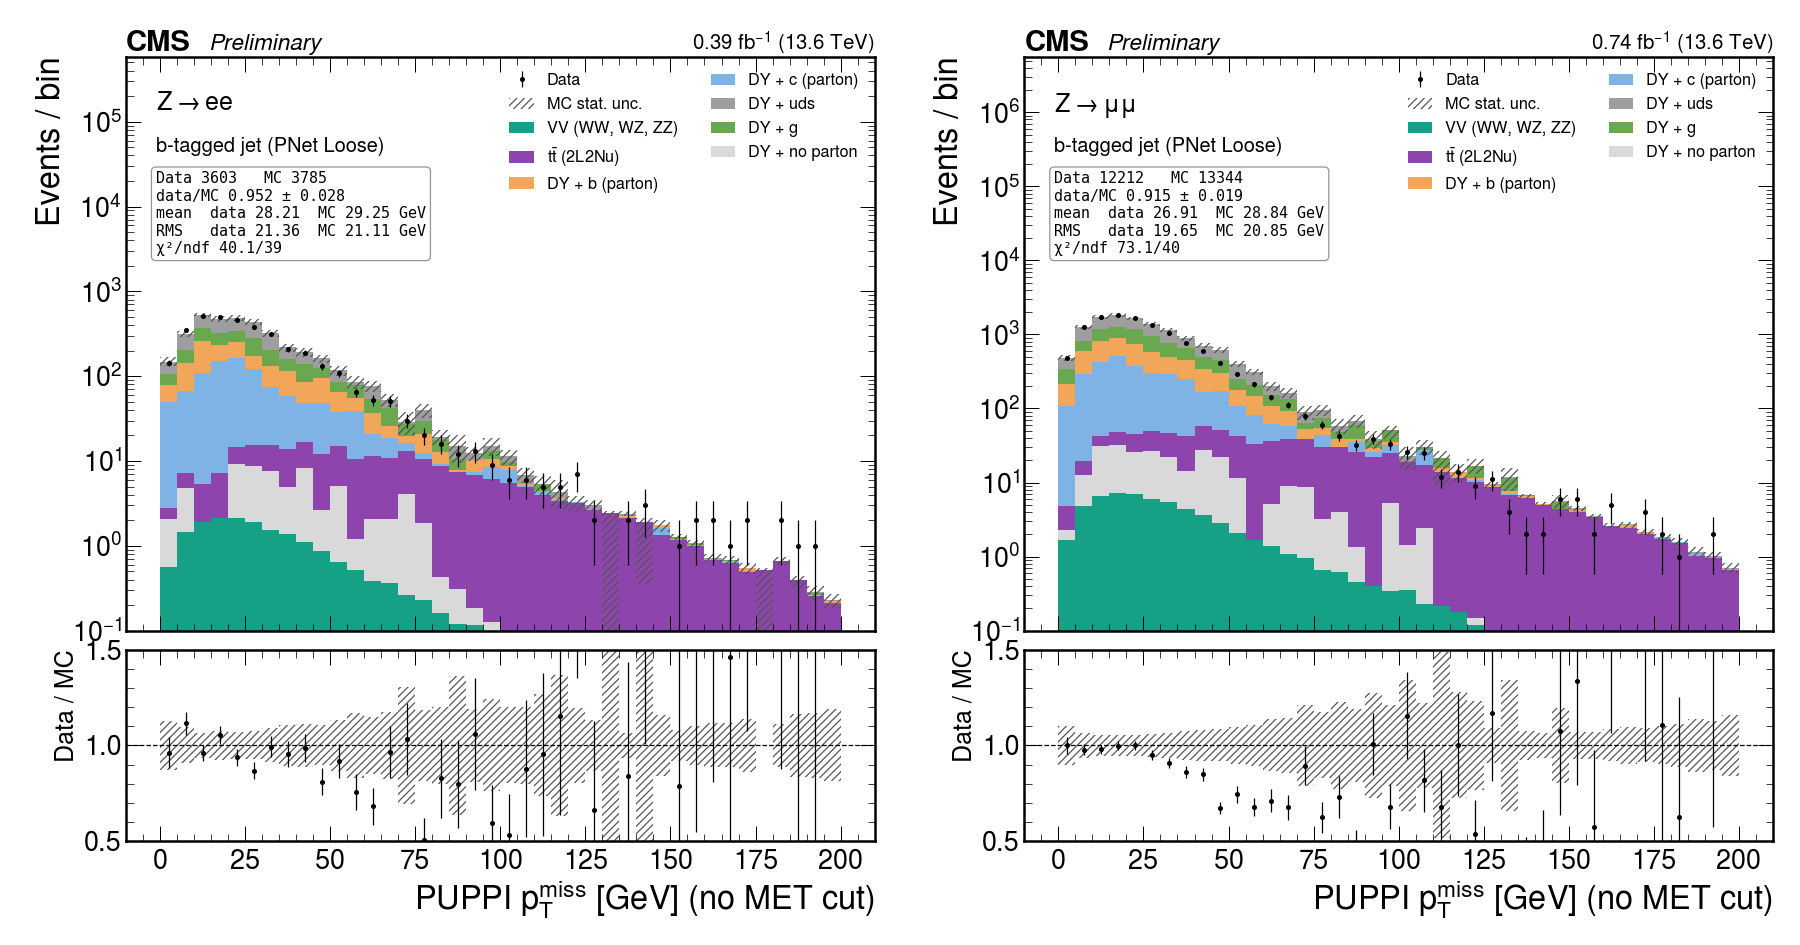 CMS Preliminary 0.39 fb⁻¹ (13.6 TeV)
Events / bin
Z → ee
b-tagged jet (PNet Loose)
Data 3603 MC 3785
data/MC 0.952 ± 0.028
mean data 28.21 MC 29.25 GeV
RMS data 21.36 MC 21.11 GeV
χ²/ndf 40.1/39
Data
MC stat. unc.
VV (WW, WZ, ZZ)
tt̄ (2L2Nu)
DY + b (parton)
DY + c (parton)
DY + uds
DY + g
DY + no parton
10⁵
10⁴
10³
10²
10¹
10⁰
10⁻¹
Data / MC
1.5
1.0
0.5
0 25 50 75 100 125 150 175 200
PUPPI pₜᵐⁱˢˢ [GeV] (no MET cut)
CMS Preliminary 0.74 fb⁻¹ (13.6 TeV)
Events / bin
Z → μμ
b-tagged jet (PNet Loose)
Data 12212 MC 13344
data/MC 0.915 ± 0.019
mean data 26.91 MC 28.84 GeV
RMS data 19.65 MC 20.85 GeV
χ²/ndf 73.1/40
Data
MC stat. unc.
VV (WW, WZ, ZZ)
tt̄ (2L2Nu)
DY + b (parton)
DY + c (parton)
DY + uds
DY + g
DY + no parton
10⁶
10⁵
10⁴
10³
10²
10¹
10⁰
10⁻¹
Data / MC
1.5
1.0
0.5
0 25 50 75 100 125 150 175 200
PUPPI pₜᵐⁱˢˢ [GeV] (no MET cut)